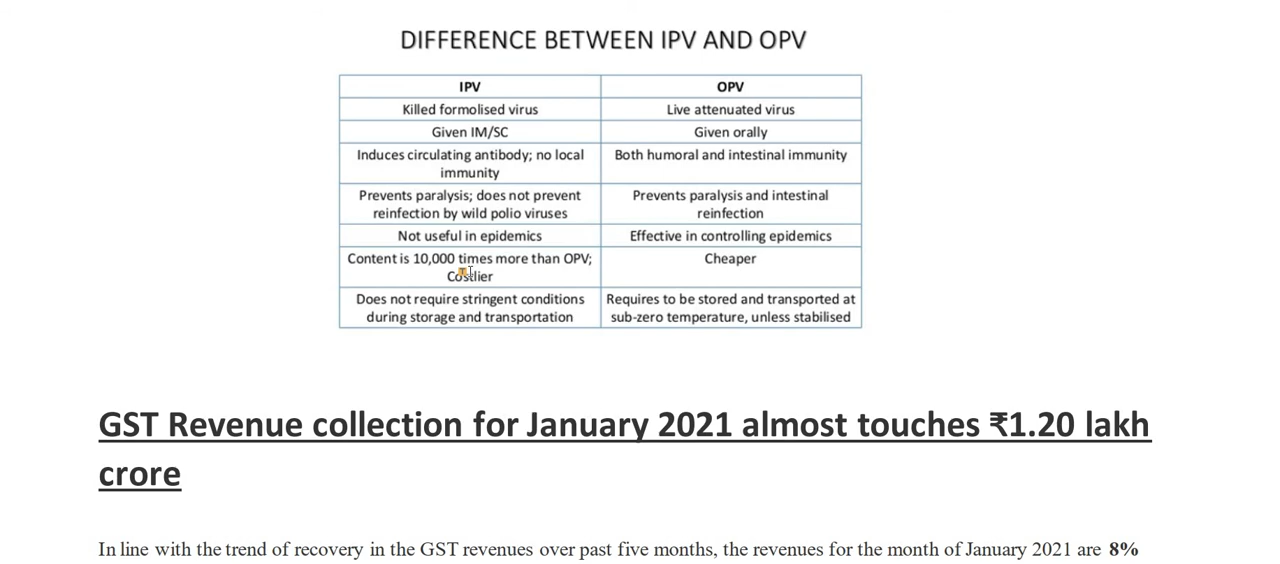 DIFFERENCE BETWEEN IPV AND OPV
IPV OPV
Killed formolised virus Live attenuated virus
Given IM/SC Given orally
Induces circulating antibody; no local Both humoral and intestinal immunity
immunity
Prevents paralysis; does not prevent Prevents paralysis and intestinal
reinfection by wild polio viruses reinfection
Not useful in epidemics Effective in controlling epidemics
Content is 10,000 times more than OPV; Cheaper
Costlier
Does not require stringent conditions Requires to be stored and transported at
during storage and transportation sub-zero temperature, unless stabilised
GST Revenue collection for January 2021 almost touches ₹1.20 lakh
crore
In line with the trend of recovery in the GST revenues over past five months, the revenues for the month of January 2021 are 8%